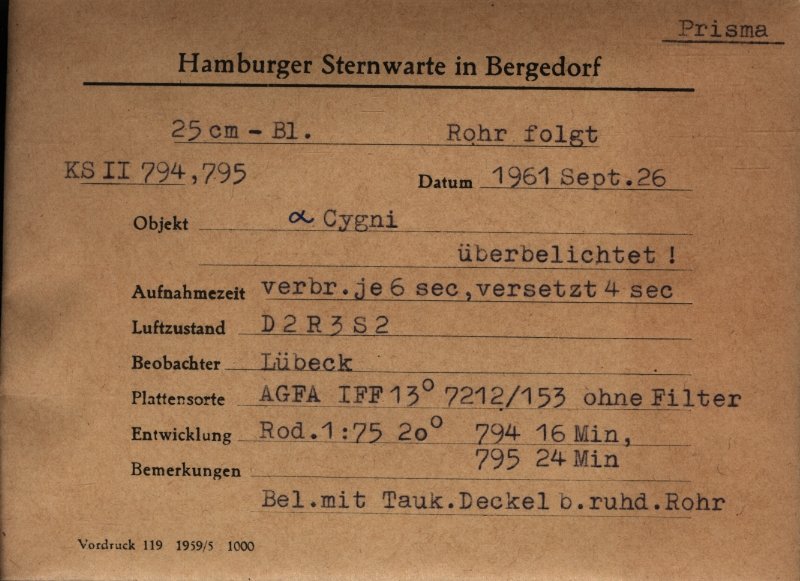 Prisma
Hamburger Sternwarte in Bergedorf
25 cm - Bl. Rohr folgt
KS II 794,795 Datum 1961 Sept.26
Objekt α Cygni
überbelichtet !
Aufnahmezeit verbr.je 6 sec,versetzt 4 sec
Luftzustand D 2 R 3 S 2
Beobachter Lübeck
Plattensorte AGFA IFF 13° 7212/153 ohne Filter
Entwicklung Rod.1:75 2o° 794 16 Min,
795 24 Min
Bemerkungen
Bel.mit Tauk.Deckel b.ruhd.Rohr
Vordruck 119 1959/5 1000